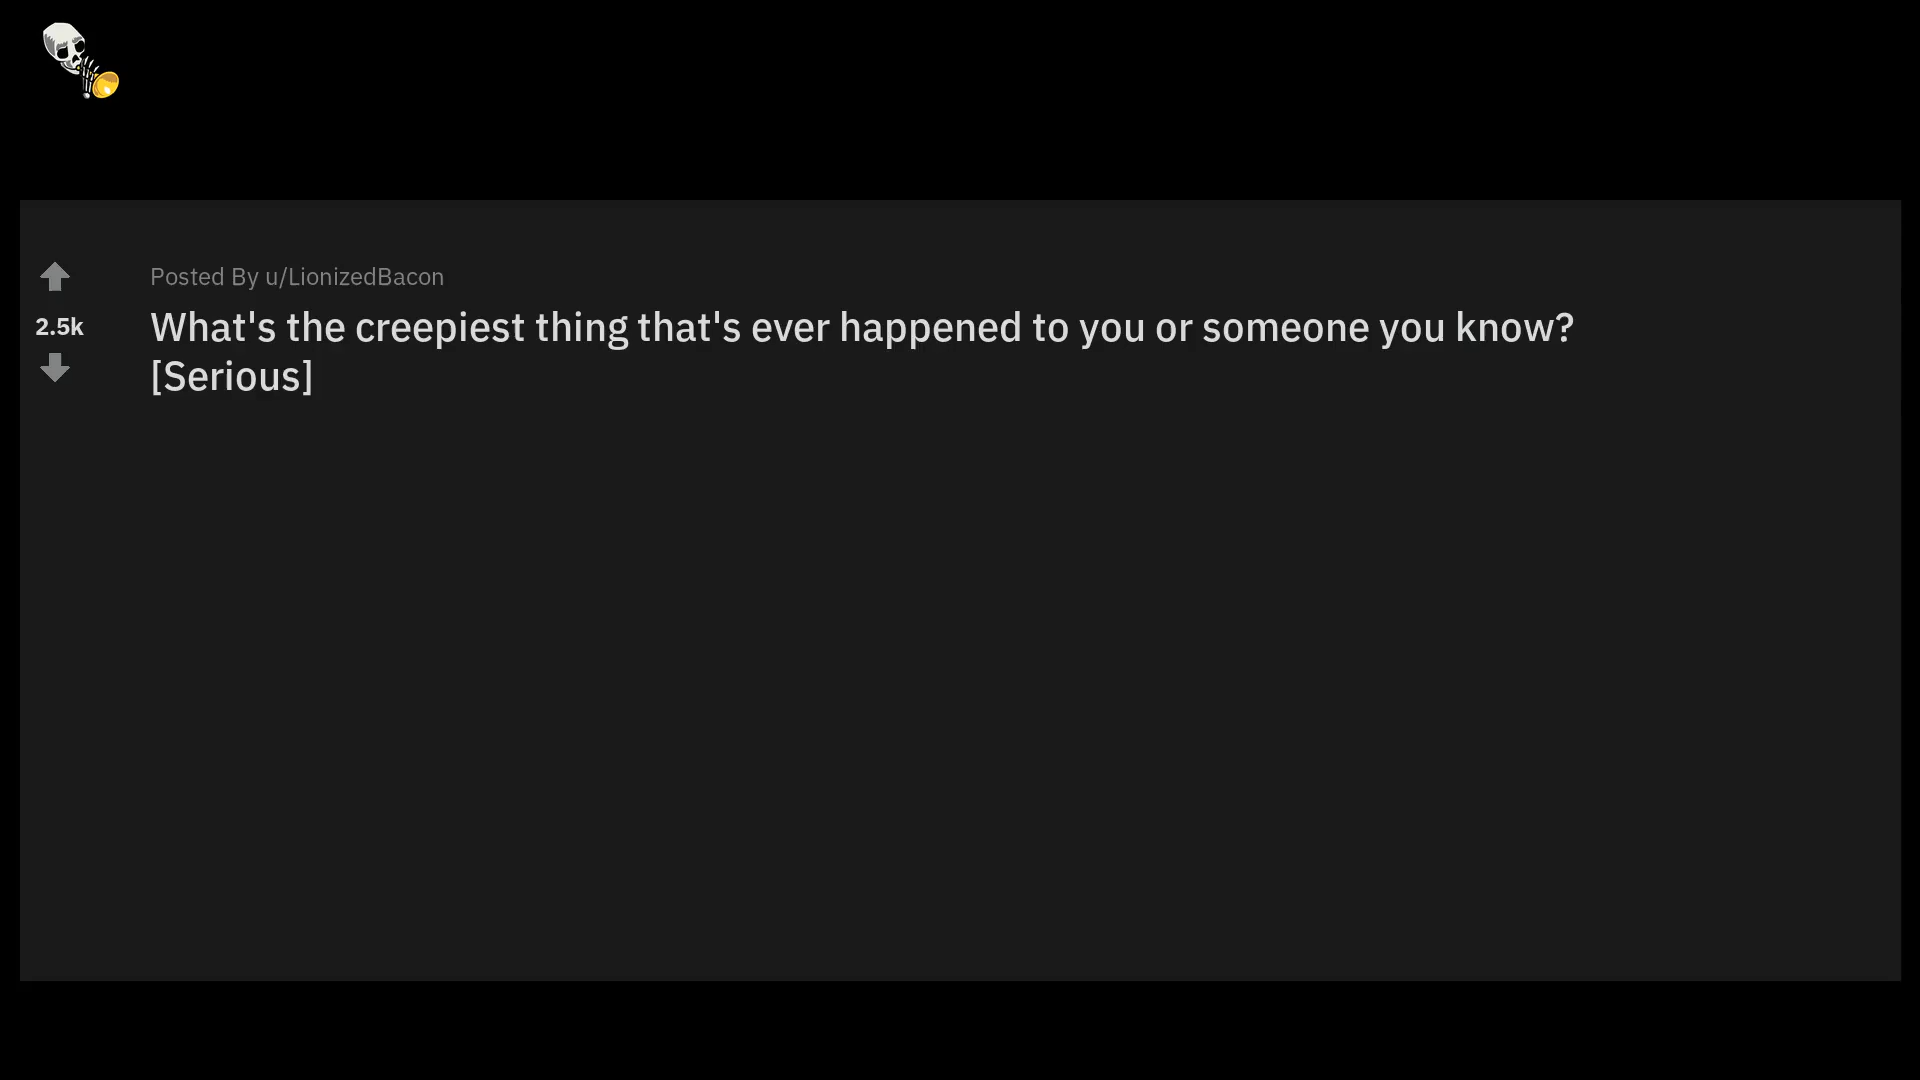 Posted By u/LionizedBacon
2.5k
What's the creepiest thing that's ever happened to you or someone you know?
[Serious]